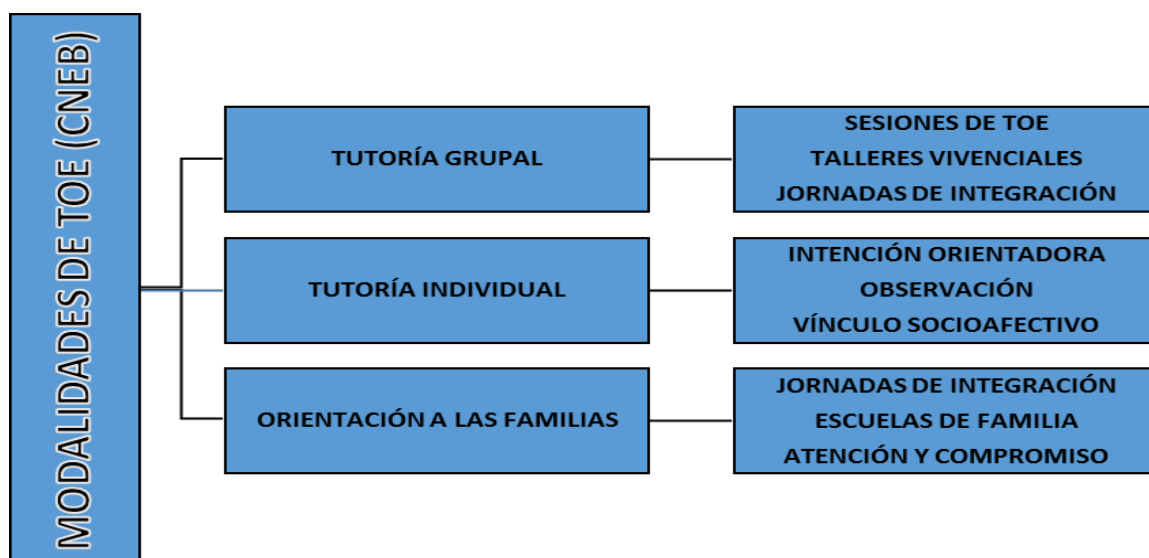 MODALIDADES DE TOE (CNEB)
TUTORÍA GRUPAL
SESIONES DE TOE
TALLERES VIVENCIALES
JORNADAS DE INTEGRACIÓN
TUTORÍA INDIVIDUAL
INTENCIÓN ORIENTADORA
OBSERVACIÓN
VÍNCULO SOCIOAFECTIVO
ORIENTACIÓN A LAS FAMILIAS
JORNADAS DE INTEGRACIÓN
ESCUELAS DE FAMILIA
ATENCIÓN Y COMPROMISO